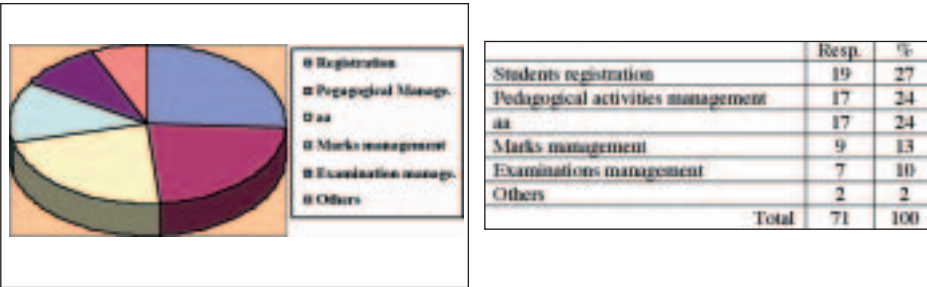 Registration
Pegagogical Manage.
aa
Marks management
Examination manage.
Others
Resp. %
Students registration 19 27
Pedagogical activities management 17 24
aa 17 24
Marks management 9 13
Examinations management 7 10
Others 2 2
Total 71 100